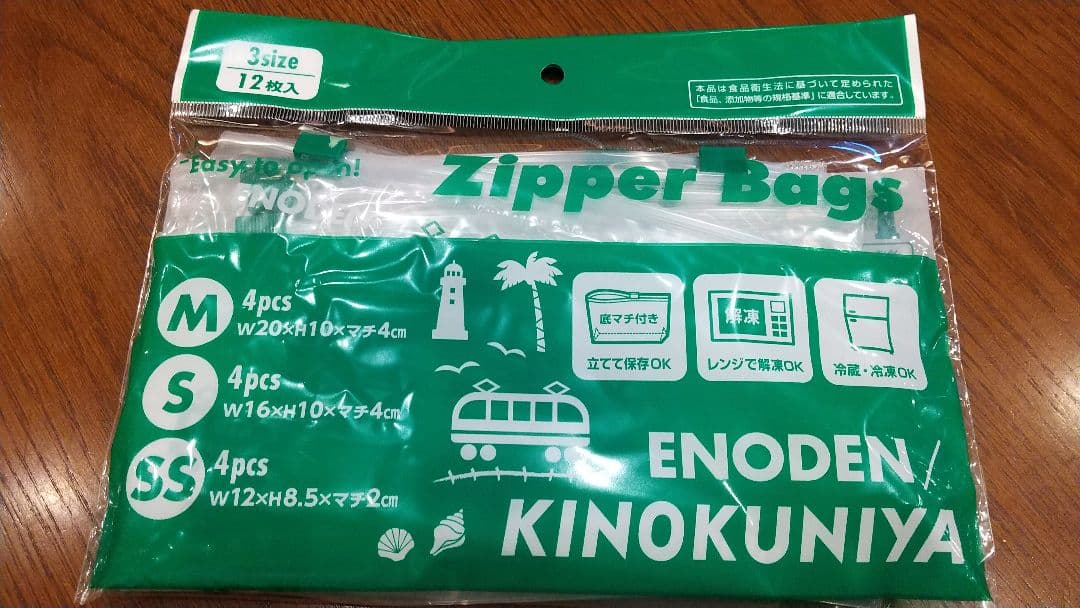 3size
12枚入
本品は食品衛生法に基づいて定められた
「食品、添加物等の規格基準」に適合しています。
Easy-to open!
Zipper Bags
ENODEN
M
4pcs
W20×H10×マチ4cm
S
4pcs
W16×H10×マチ4cm
SS
4pcs
W12×H8.5×マチ2cm
底マチ付き
立てて保存OK
解凍
レンジで解凍OK
冷蔵・冷凍OK
ENODEN/
KINOKUNIYA